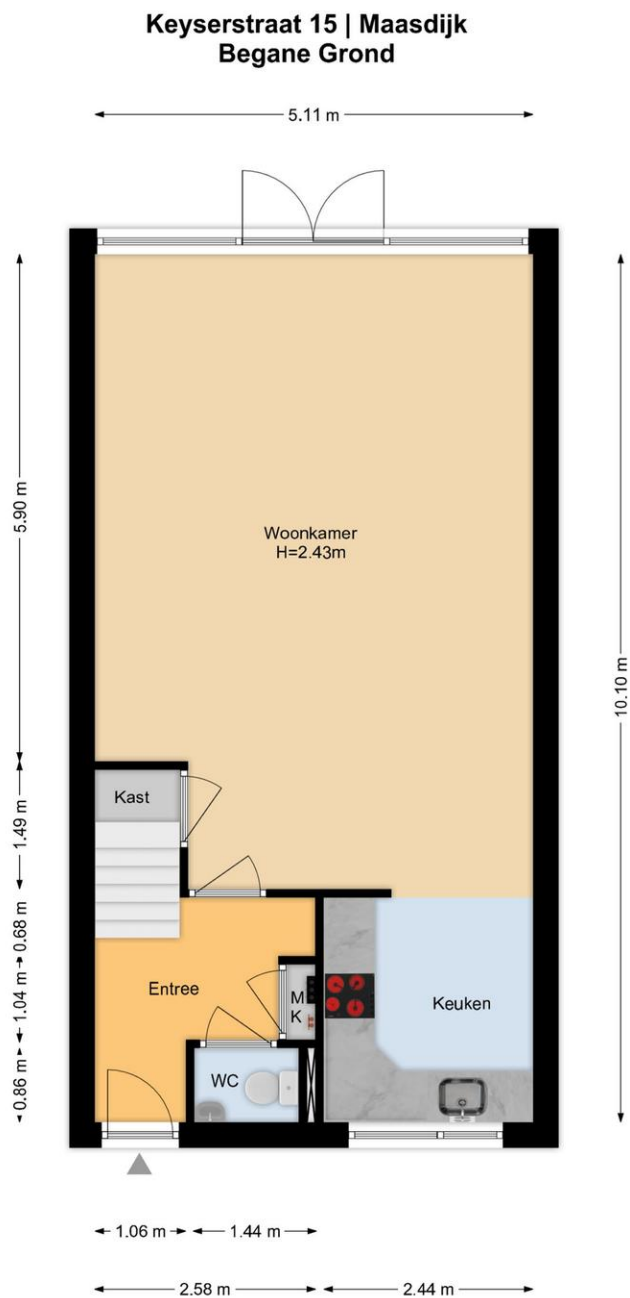 Keyserstraat 15 | Maasdijk
Begane Grond
5.11 m
5.90 m
Woonkamer
H=2.43m
10.10 m
Kast
1.49 m
0.68 m
Entree
M
K
Keuken
1.04 m
WC
0.86 m
1.06 m
1.44 m
2.58 m
2.44 m